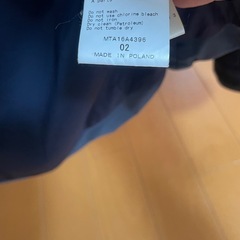 Do not wash
Do not use chlorine bleach
Do not iron
Dry clean (Petroleum)
Do not tumble dry
MTA16A4398
02
MADE IN POLAND